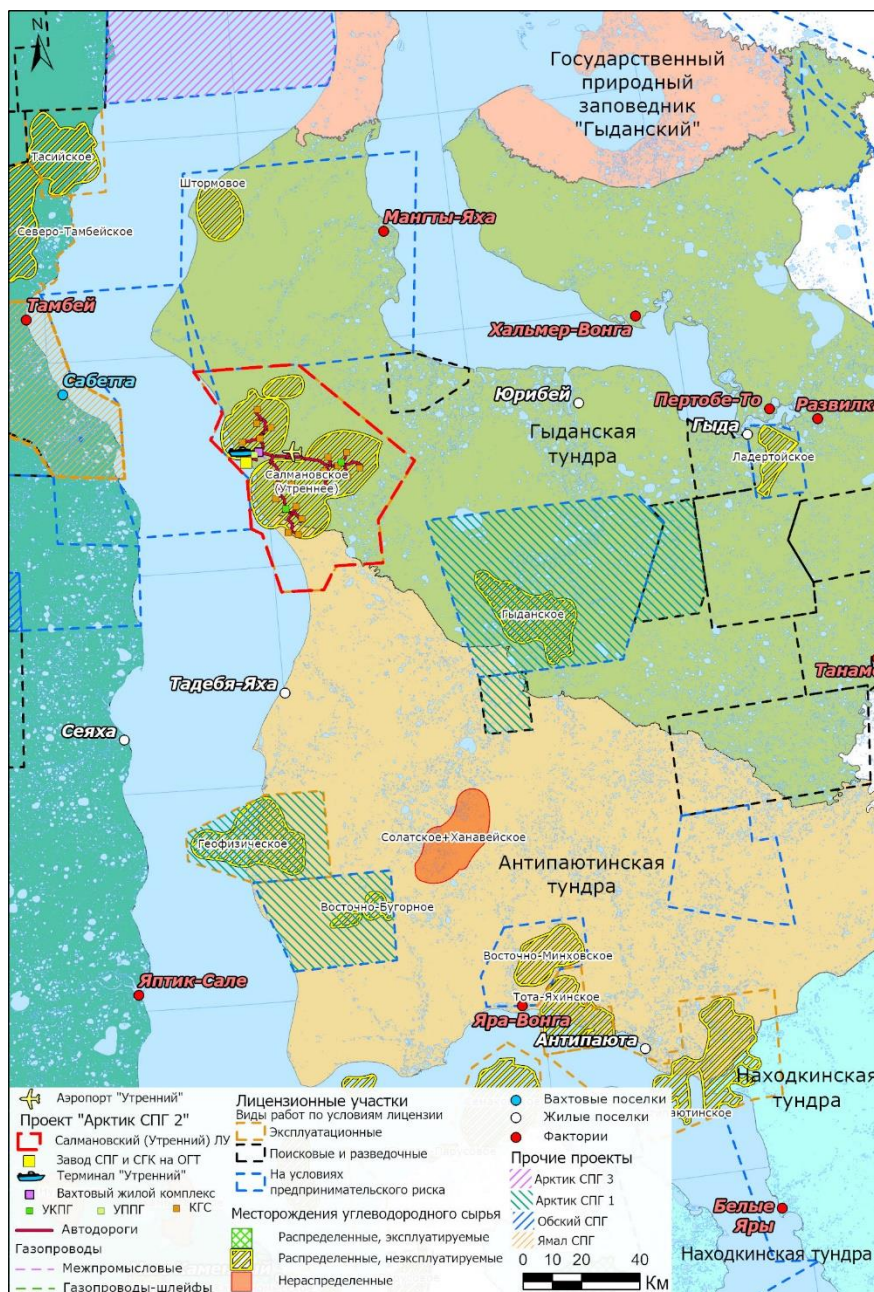 N
Государственный
природный
заповедник
"Гыданский"
Тасийское
Штормовое
Северо-Тамбейское
Мангты-Яха
Тамбей
Хальмер-Вонга
Сабетта
Юрибей
Пертобе-То
Развилка
Гыда
Гыданская
тундра
Ладертойское
Салмановское
(Утреннее)
Гыданское
Танам
Тадебя-Яха
Сеяха
Геофизическое
Солатское+Ханавейское
Антипаютинская
тундра
Восточно-Бугорное
Восточно-Минховское
Яптик-Сале
Тота-Яхинское
Яра-Вонга
Антипаюта
Находкинская
тундра
аютинское
Белые
Яры
Находкинская тундра
Аэропорт "Утренний"
Проект "Арктик СПГ 2"
Салмановский (Утренний) ЛУ
Завод СПГ и СГК на ОГТ
Терминал "Утренний"
Вахтовый жилой комплекс
УКПГ УППГ КГС
Автодороги
Газопроводы
Межпромысловые
Газопроводы-шлейфы
Лицензионные участки
Виды работ по условиям лицензии
Эксплуатационные
Поисковые и разведочные
На условиях
предпринимательского риска
Месторождения углеводородного сырья
Распределенные, эксплуатируемые
Распределенные, неэксплуатируемые
Нераспределенные
Вахтовые поселки
Жилые поселки
Фактории
Прочие проекты
Арктик СПГ 3
Арктик СПГ 1
Обский СПГ
Ямал СПГ
0 20 40
Км